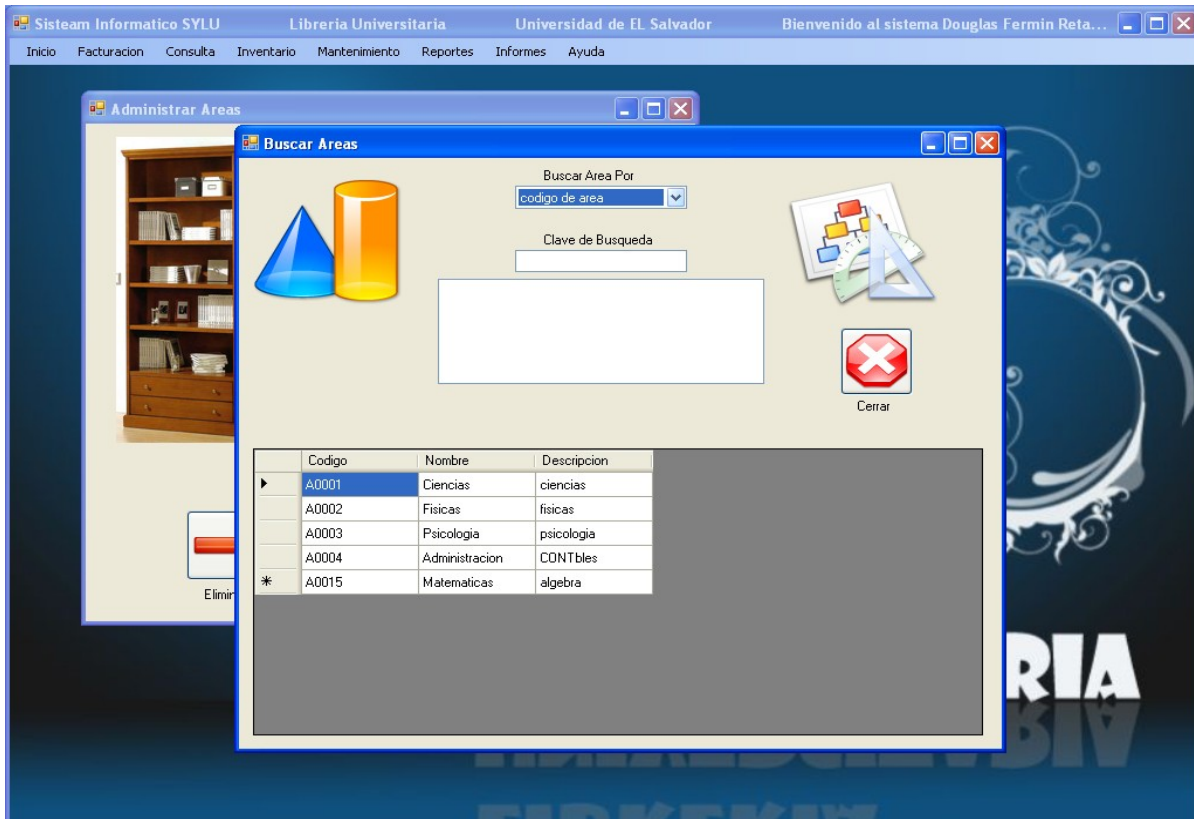 Sisteam Informatico SYLU Libreria Universitaria Universidad de EL Salvador Bienvenido al sistema Douglas Fermin Reta...
Inicio Facturacion Consulta Inventario Mantenimiento Reportes Informes Ayuda
Administrar Areas
Buscar Areas
Buscar Area Por
codigo de area
Clave de Busqueda
Cerrar
Codigo Nombre Descripcion
A0001 Ciencias ciencias
A0002 Fisicas fisicas
A0003 Psicologia psicologia
A0004 Administracion CONTbles
A0015 Matematicas algebra
Elimin
RIA